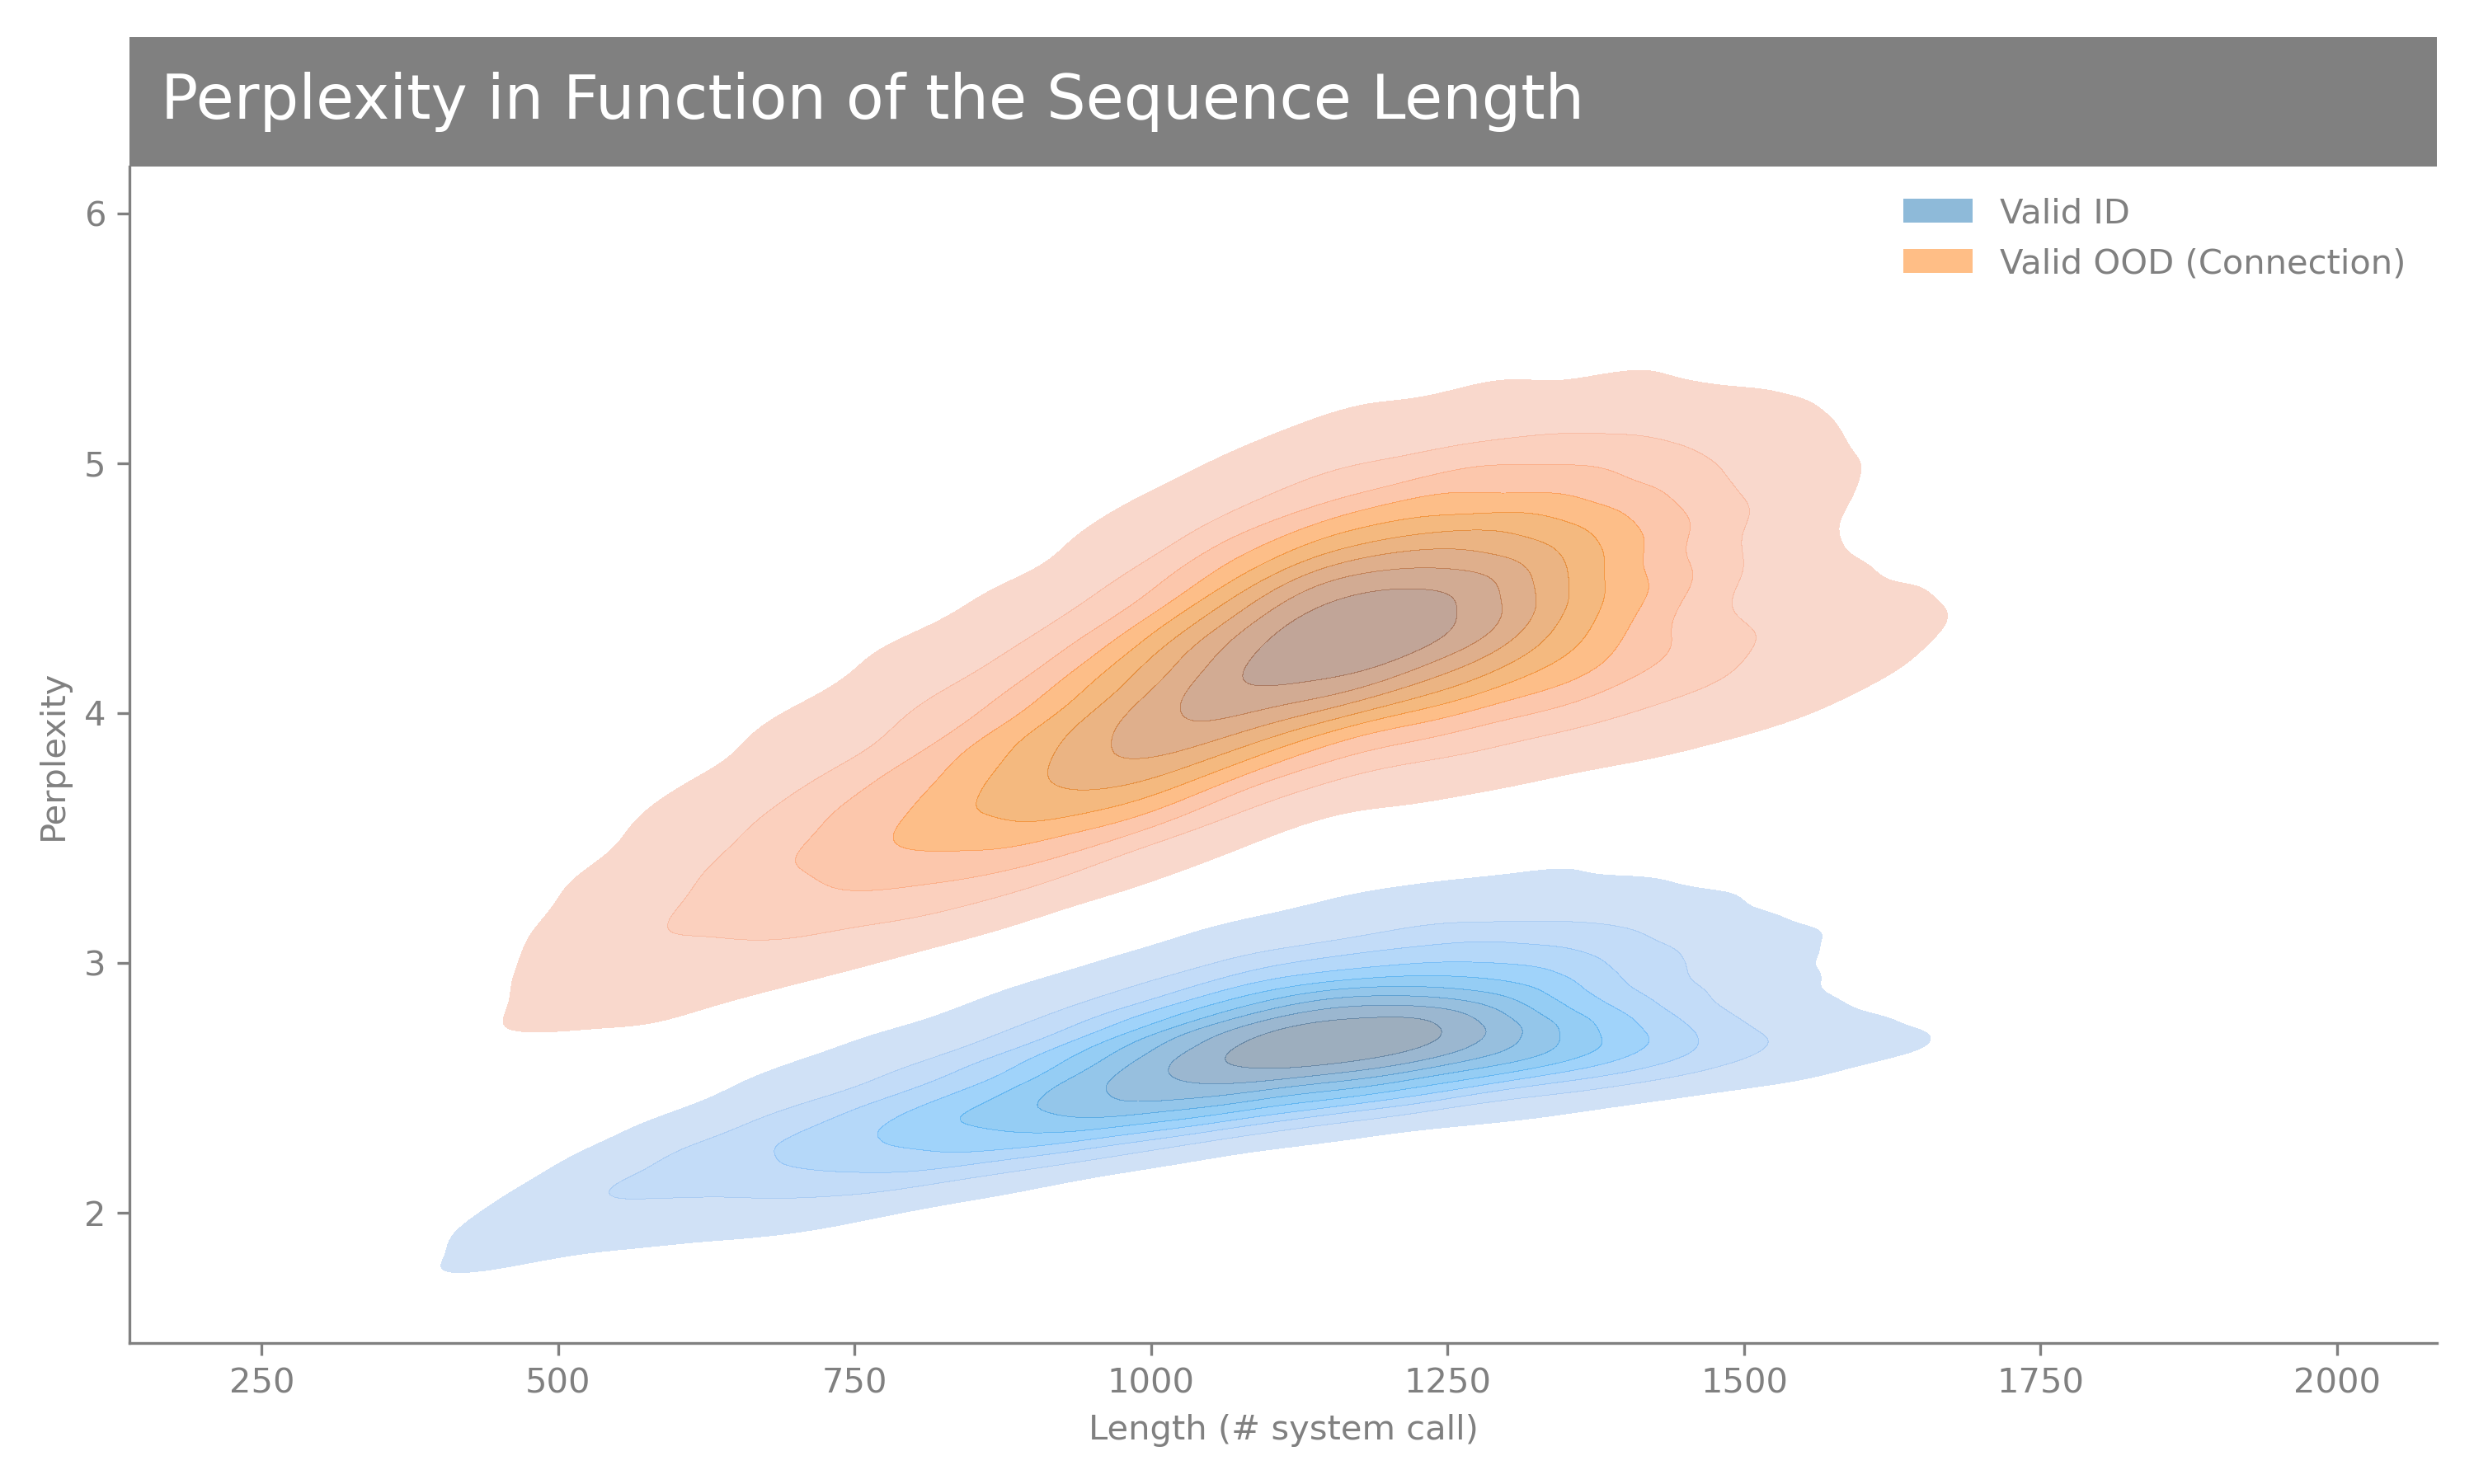 Perplexity in Function of the Sequence Length
Valid ID
Valid OOD (Connection)
6
5
4
3
2
Perplexity
250 500 750 1000 1250 1500 1750 2000
Length (# system call)